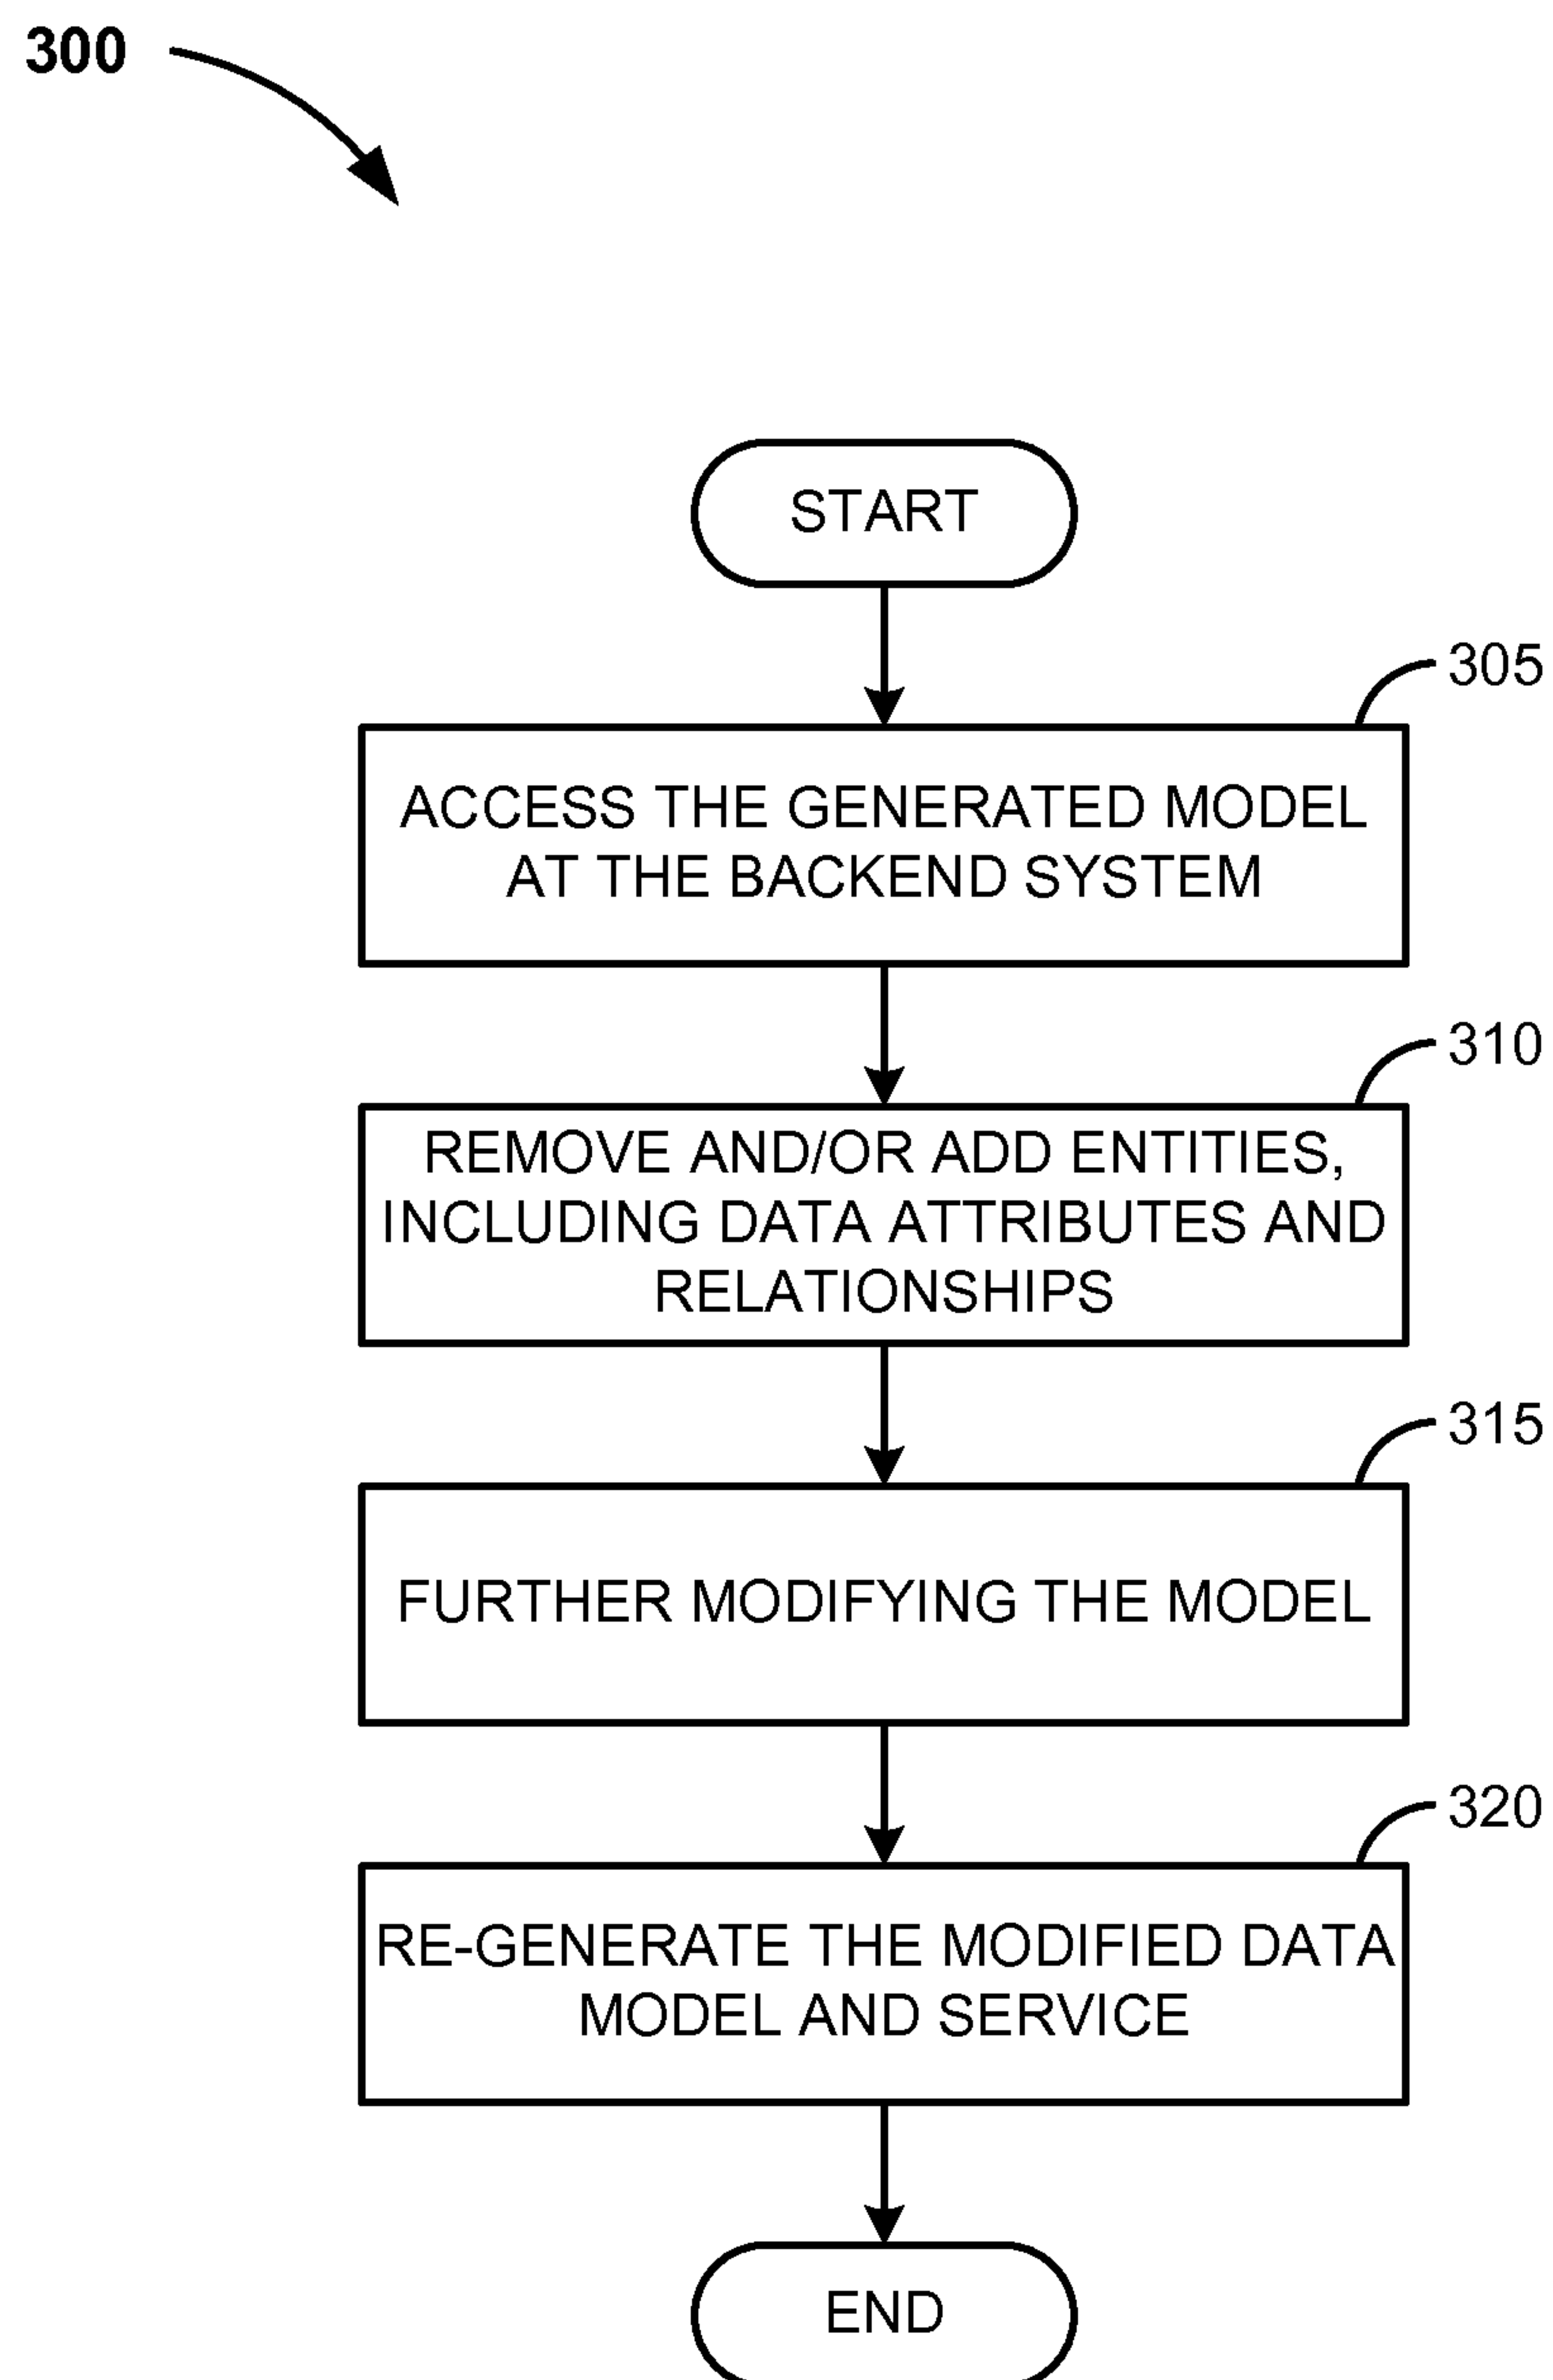 300
START
305
ACCESS THE GENERATED MODEL
AT THE BACKEND SYSTEM
310
REMOVE AND/OR ADD ENTITIES,
INCLUDING DATA ATTRIBUTES AND
RELATIONSHIPS
315
FURTHER MODIFYING THE MODEL
320
RE-GENERATE THE MODIFIED DATA
MODEL AND SERVICE
END